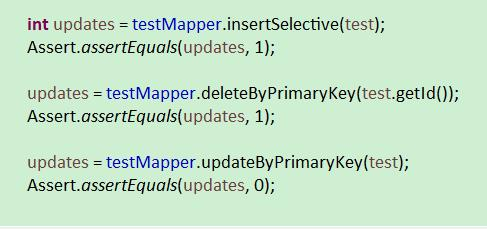 int updates = testMapper.insertSelective(test);
Assert.assertEquals(updates, 1);
updates = testMapper.deleteByPrimaryKey(test.getId());
Assert.assertEquals(updates, 1);
updates = testMapper.updateByPrimaryKey(test);
Assert.assertEquals(updates, 0);